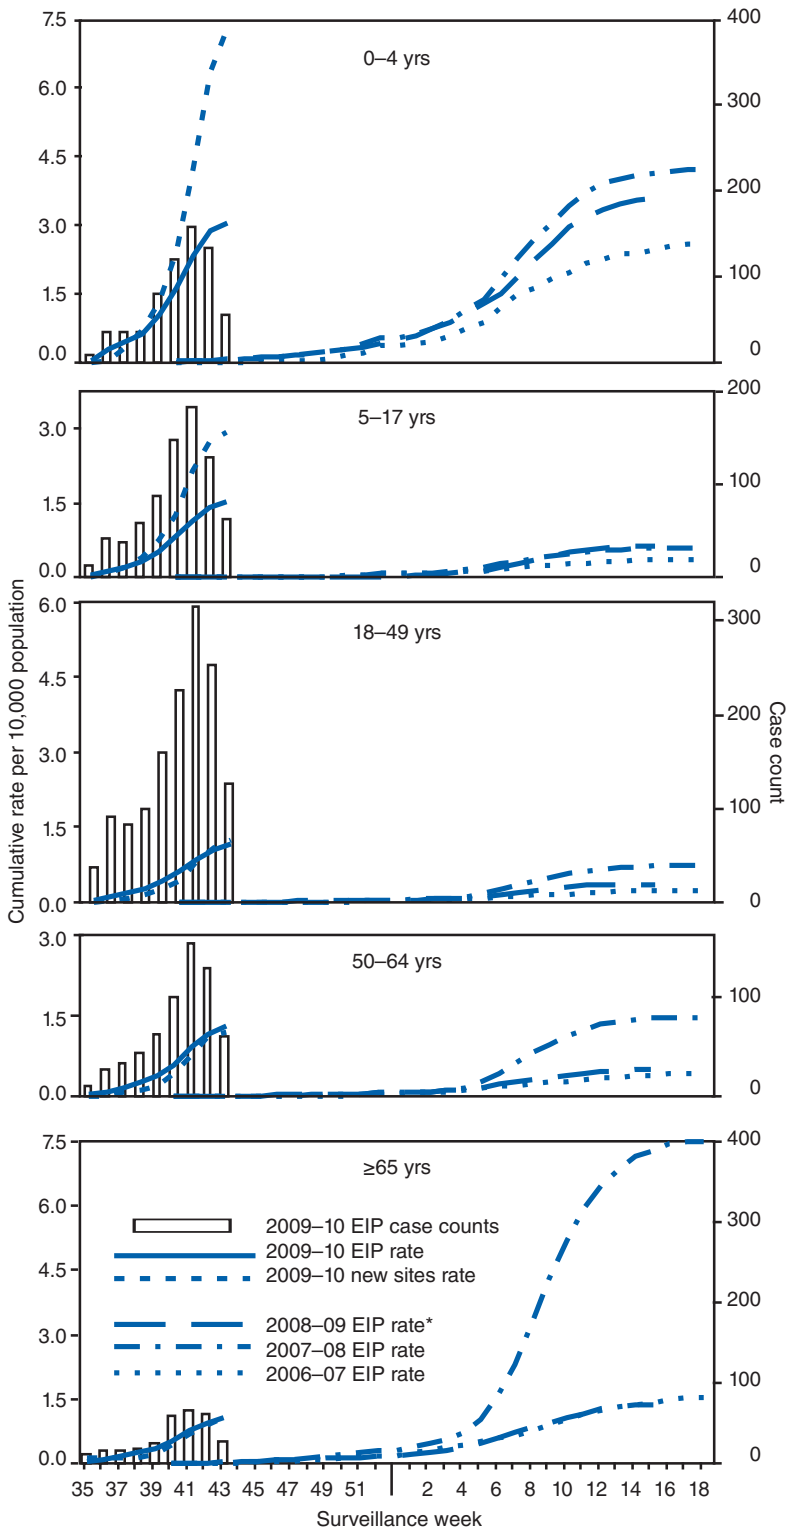 7.5
400
0–4 yrs
6.0
300
4.5
200
3.0
100
1.5
0.0
0
200
5–17 yrs
3.0
100
1.5
0.0
0
6.0
300
18–49 yrs
4.5
200
3.0
100
1.5
0.0
0
Cumulative rate per 10,000 population
Case count
3.0
50–64 yrs
100
1.5
0.0
0
7.5
400
≥65 yrs
6.0
300
2009–10 EIP case counts
2009–10 EIP rate
2009–10 new sites rate
4.5
200
2008–09 EIP rate*
3.0
2007–08 EIP rate
2006–07 EIP rate
100
1.5
0.0
0
35 37 39 41 43 45 47 49 51 2 4 6 8 10 12 14 16 18
Surveillance week